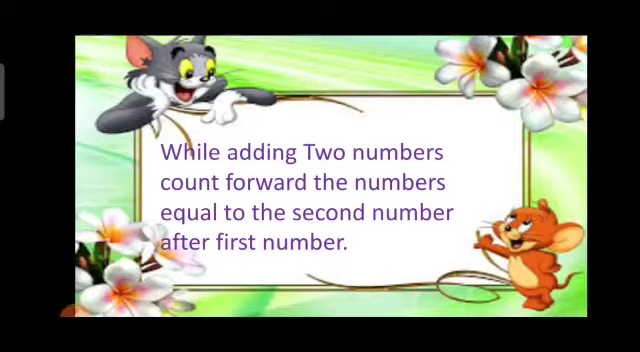 While adding Two numbers
count forward the numbers
equal to the second number
after first number.